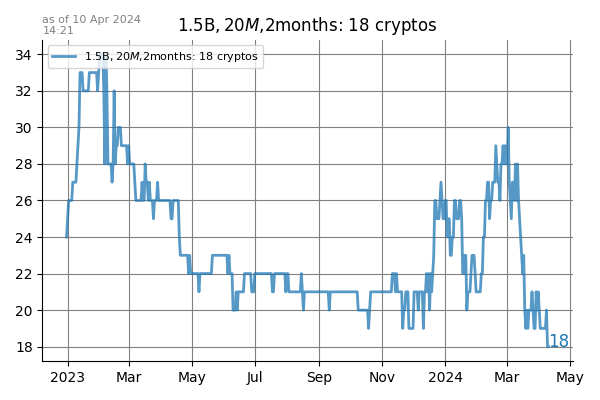 as of 10 Apr 2024
14:21
1.5B, 20M,2months: 18 cryptos
1.5B, 20M,2months: 18 cryptos
34
32
30
28
26
24
22
20
18
18
2023
Mar
May
Jul
Sep
Nov
2024
Mar
May